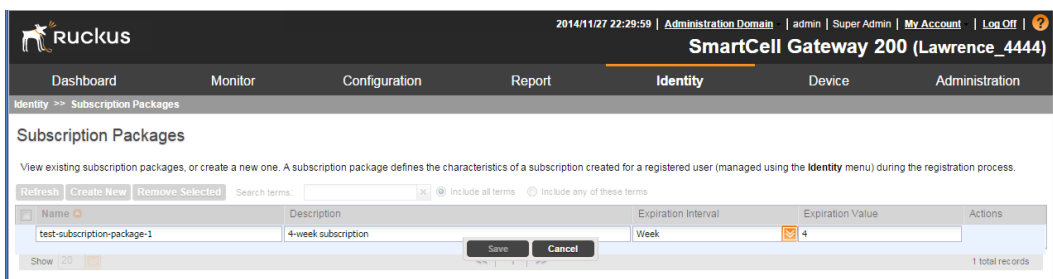 2014/11/27 22:29:59 | Administration Domain | admin | Super Admin | My Account | Log Off | ?
Ruckus
SmartCell Gateway 200 (Lawrence_4444)
Dashboard Monitor Configuration Report Identity Device Administration
Identity >> Subscription Packages
Subscription Packages
View existing subscription packages, or create a new one. A subscription package defines the characteristics of a subscription created for a registered user (managed using the Identity menu) during the registration process.
Refresh Create New Remove Selected Search terms: x Include all terms Include any of these terms
Name Description Expiration Interval Expiration Value Actions
test-subscription-package-1 4-week subscription Week 4
Save Cancel
Show 20 << | 1 | >> 1 total records